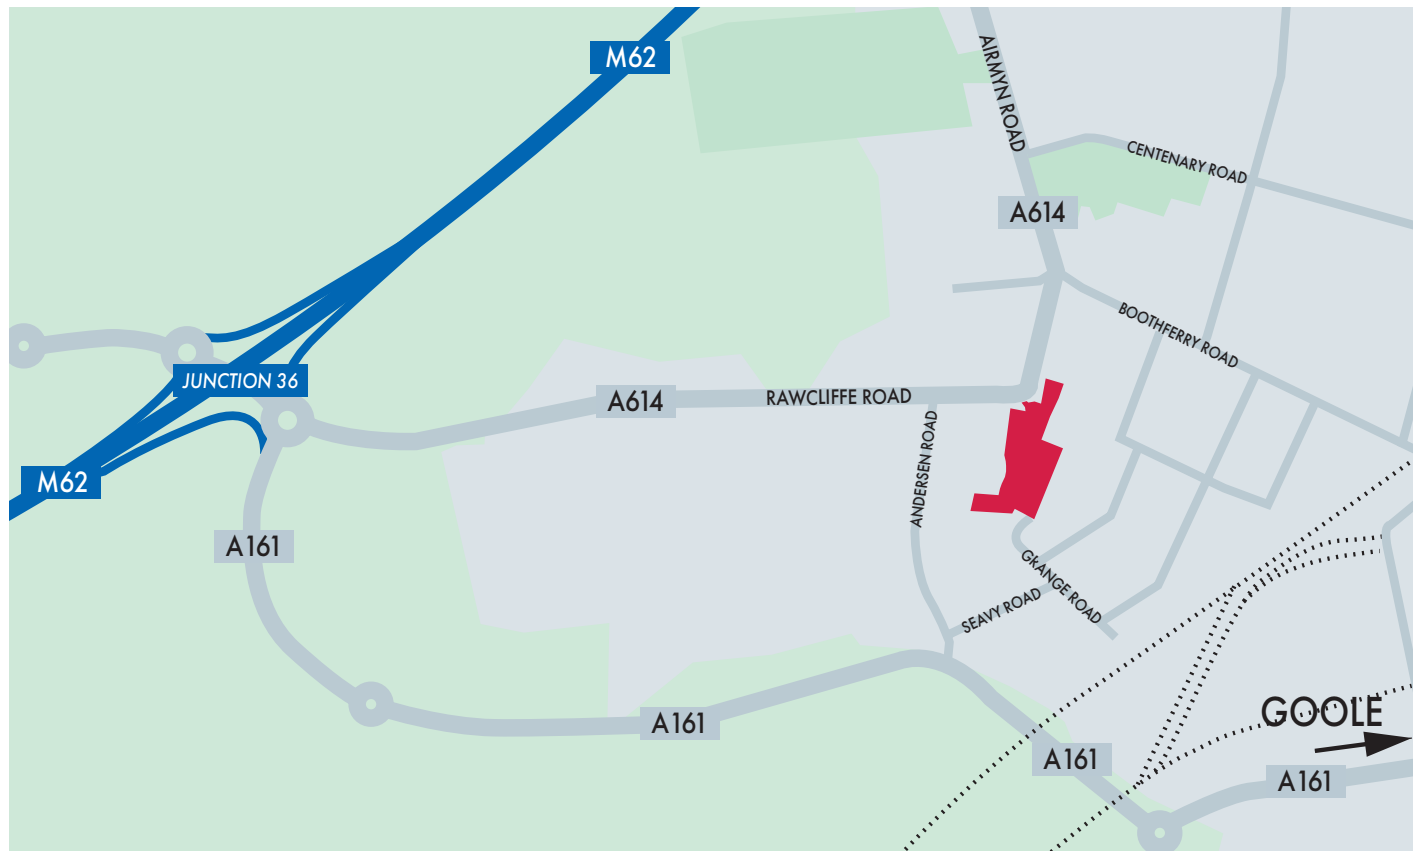 M62
AIRMYN ROAD
CENTENARY ROAD
A614
BOOTHFERRY ROAD
JUNCTION 36
A614
RAWCLIFFE ROAD
M62
ANDERSEN ROAD
A161
GRANGE ROAD
SEAVY ROAD
A161
GOOLE
A161
A161